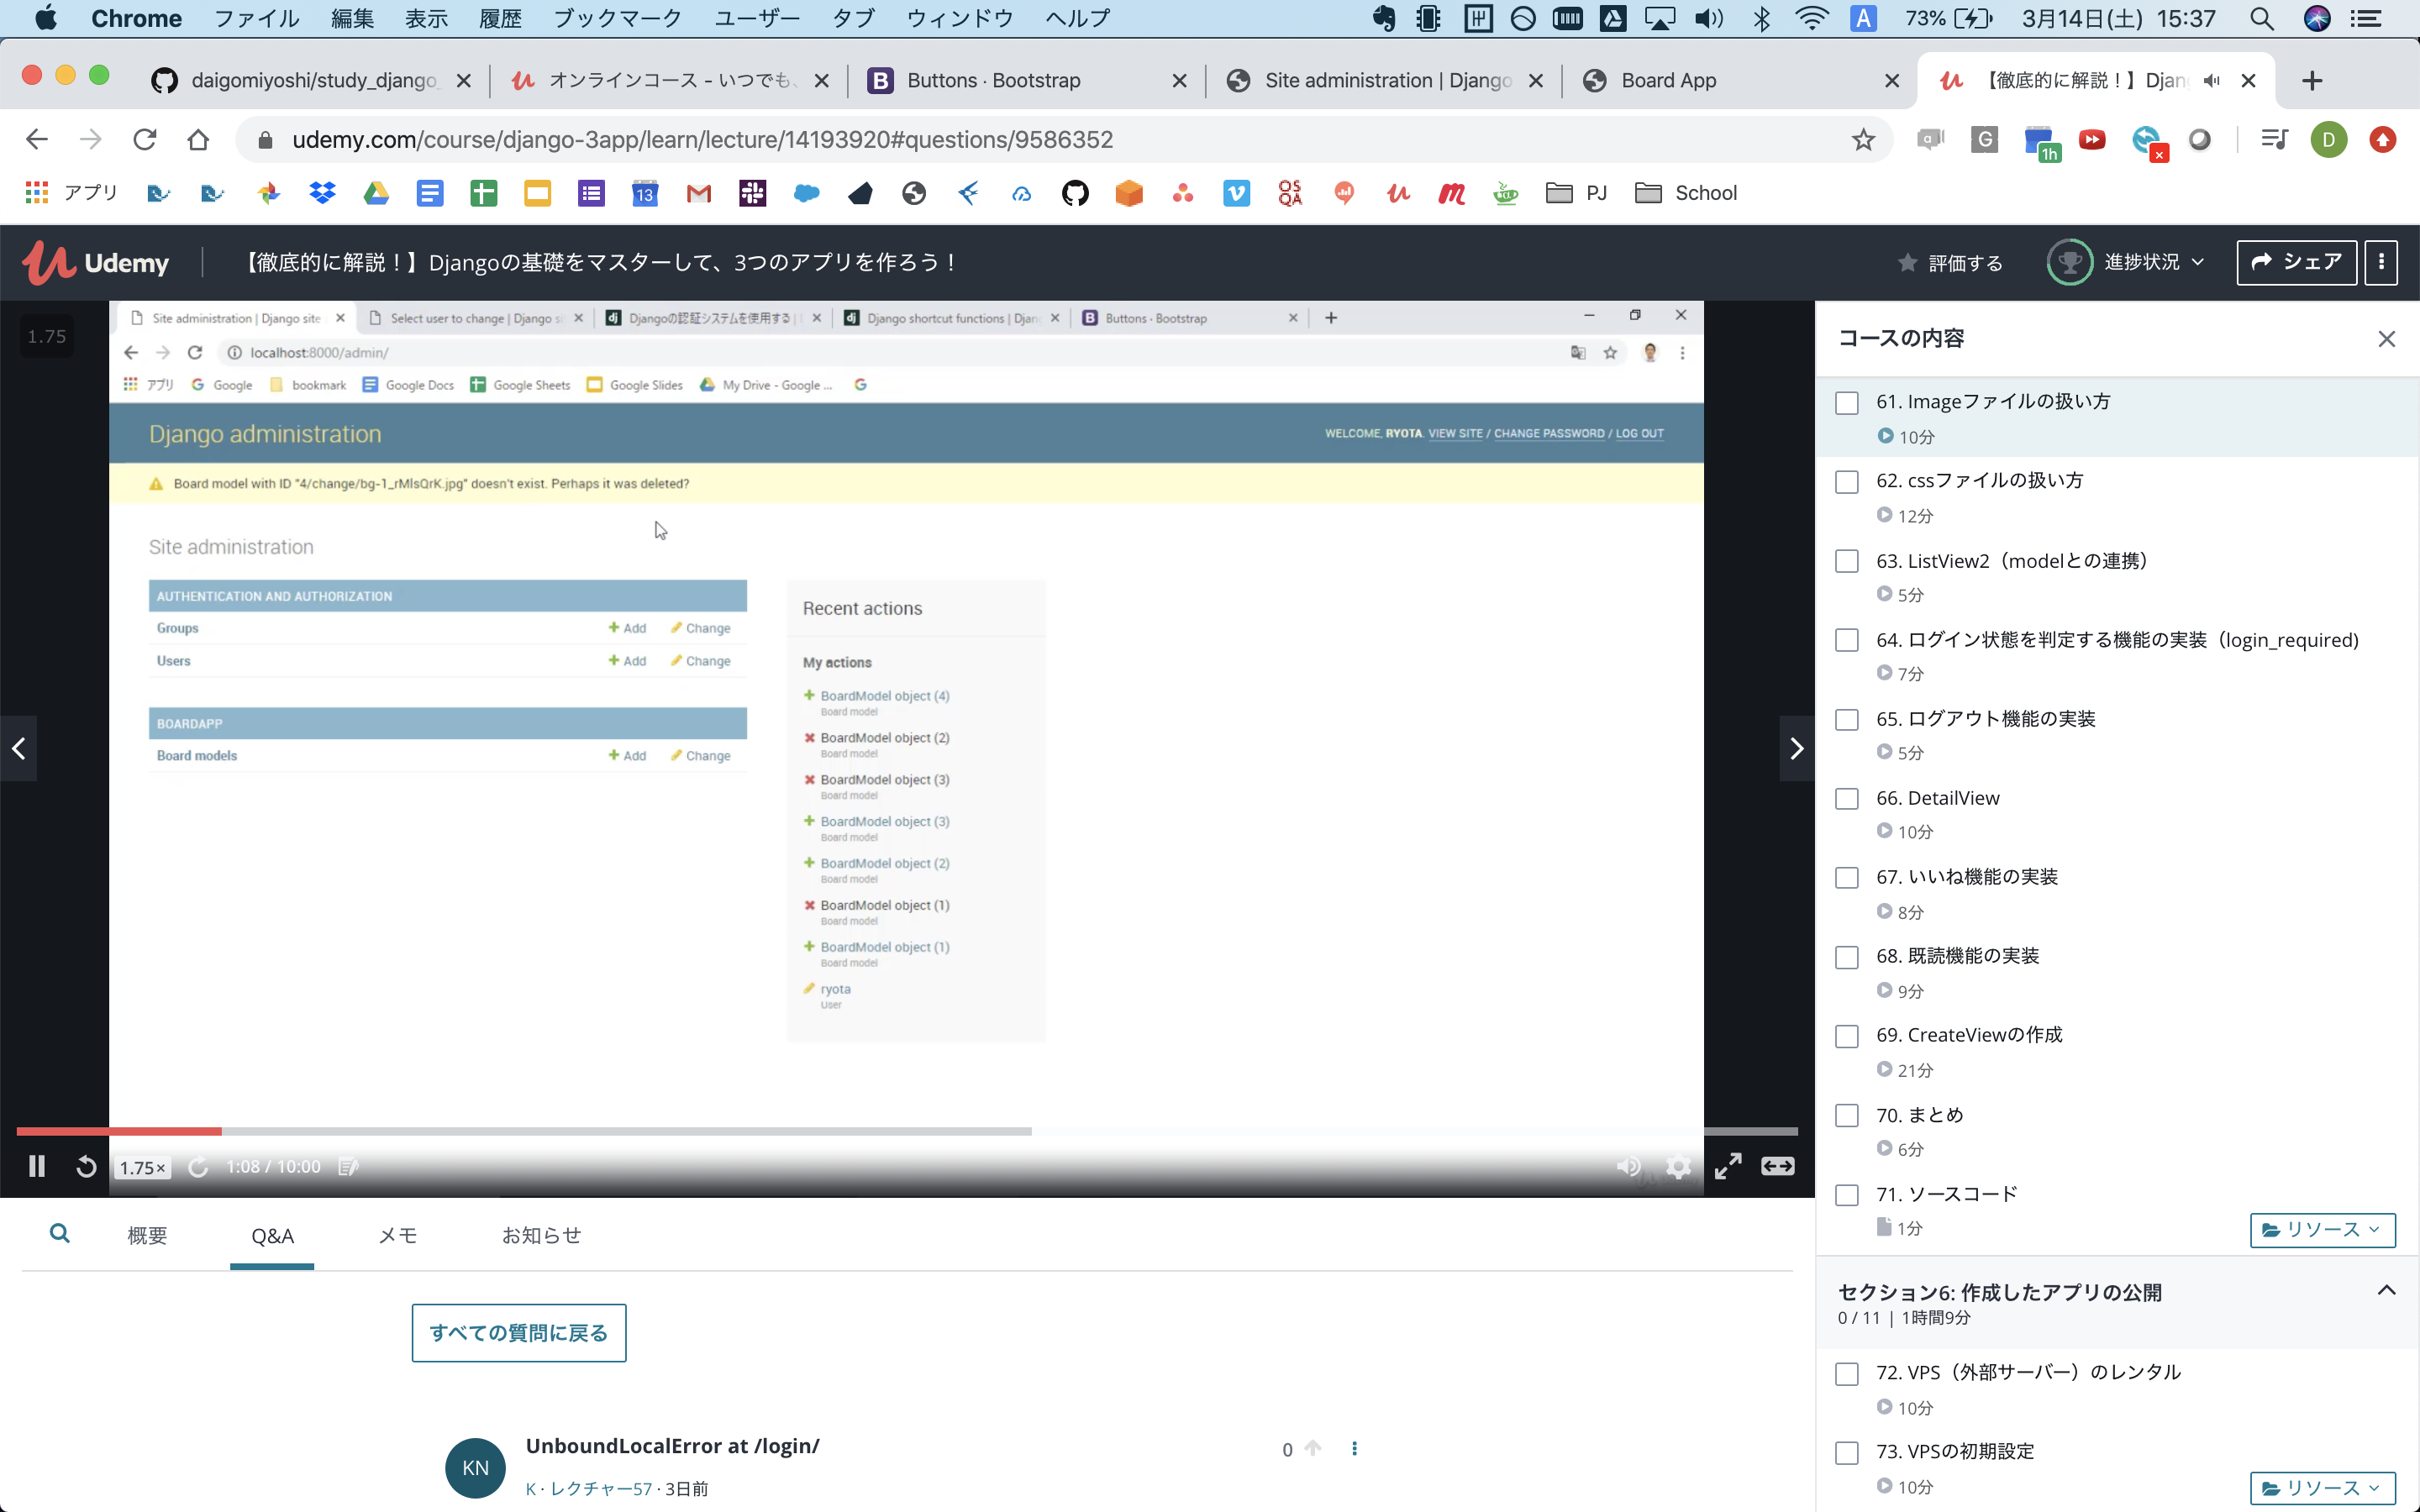 Chrome ファイル 編集 表示 履歴 ブックマーク ユーザー タブ ウィンドウ ヘルプ A 73% 3月14日(土) 15:37
daigomiyoshi/study_django_ オンラインコース - いつでも、 B Buttons · Bootstrap Site administration | Django Board App 【徹底的に解説！】Djan
udemy.com/course/django-3app/learn/lecture/14193920#questions/9586352 G 1h D
アプリ 13 PJ School
Udemy 【徹底的に解説！】Djangoの基礎をマスターして、3つのアプリを作ろう！ 評価する 進捗状況 シェア
1.75
Site administration | Django site Select user to change | Django si dj Djangoの認証システムを使用する | dj Django shortcut functions | Djan B Buttons · Bootstrap
localhost:8000/admin/
アプリ Google bookmark Google Docs Google Sheets Google Slides My Drive - Google ...
Django administration
WELCOME, RYOTA. VIEW SITE / CHANGE PASSWORD / LOG OUT
Board model with ID "4/change/bg-1_rMlsQrK.jpg" doesn't exist. Perhaps it was deleted?
Site administration
AUTHENTICATION AND AUTHORIZATION
Groups Add Change
Users Add Change
BOARDAPP
Board models Add Change
Recent actions
My actions
BoardModel object (4)
Board model
BoardModel object (2)
Board model
BoardModel object (3)
Board model
BoardModel object (3)
Board model
BoardModel object (2)
Board model
BoardModel object (1)
Board model
BoardModel object (1)
Board model
ryota
User
1.75× 1:08 / 10:00
概要 Q&A メモ お知らせ
すべての質問に戻る
KN UnboundLocalError at /login/ 0
K · レクチャー57 · 3日前
コースの内容
61. Imageファイルの扱い方
10分
62. cssファイルの扱い方
12分
63. ListView2（modelとの連携）
5分
64. ログイン状態を判定する機能の実装（login_required)
7分
65. ログアウト機能の実装
5分
66. DetailView
10分
67. いいね機能の実装
8分
68. 既読機能の実装
9分
69. CreateViewの作成
21分
70. まとめ
6分
71. ソースコード
1分 リソース
セクション6: 作成したアプリの公開
0 / 11 | 1時間9分
72. VPS（外部サーバー）のレンタル
10分
73. VPSの初期設定
10分 リソース